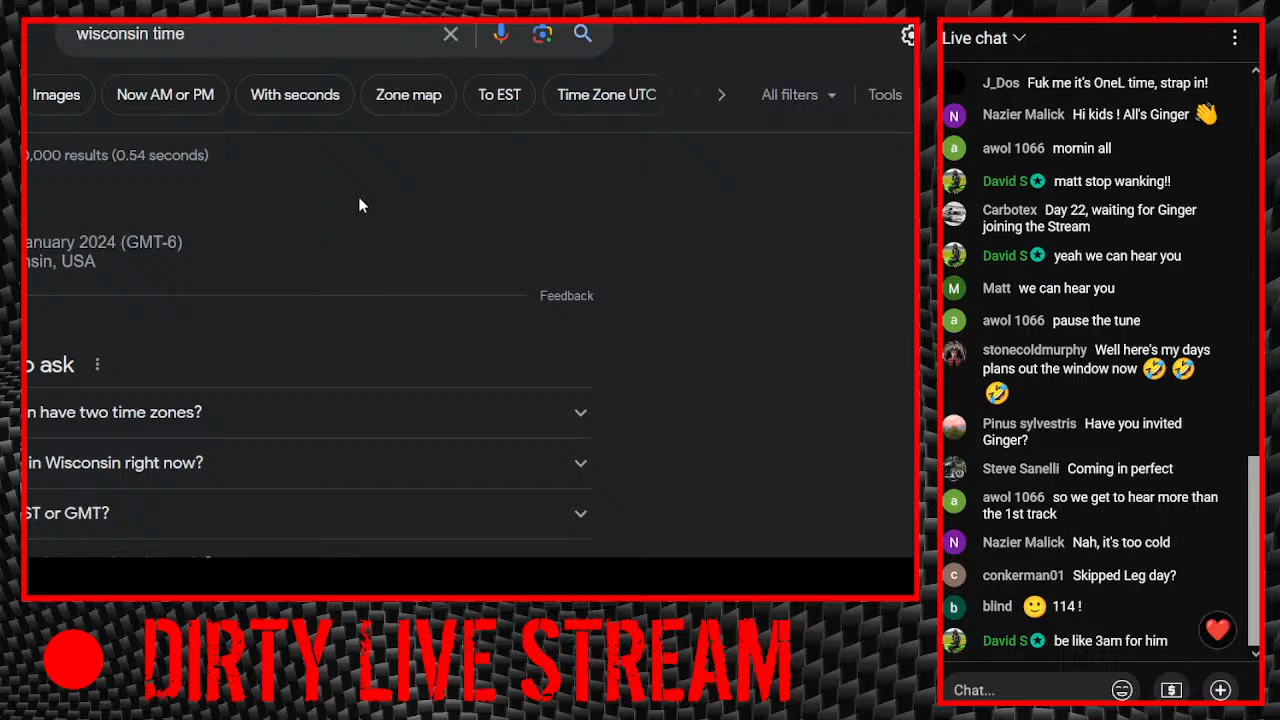 wisconsin time
Images
Now AM or PM
With seconds
Zone map
To EST
Time Zone UTC
All filters
Tools
0,000 results (0.54 seconds)
anuary 2024 (GMT-6)
nsin, USA
Feedback
o ask
n have two time zones?
in Wisconsin right now?
ST or GMT?
DIRTY LIVE STREAM
Live chat
J_Dos Fuk me it's OneL time, strap in!
N Nazier Malick Hi kids ! All's Ginger 👋
a awol 1066 mornin all
David S matt stop wanking!!
Carbotex Day 22, waiting for Ginger
joining the Stream
David S yeah we can hear you
M Matt we can hear you
a awol 1066 pause the tune
stonecoldmurphy Well here's my days
plans out the window now 🤣 🤣
🤣
Pinus sylvestris Have you invited
Ginger?
Steve Sanelli Coming in perfect
a awol 1066 so we get to hear more than
the 1st track
N Nazier Malick Nah, it's too cold
c conkerman01 Skipped Leg day?
b blind 🙂 114 !
David S be like 3am for him
Chat...